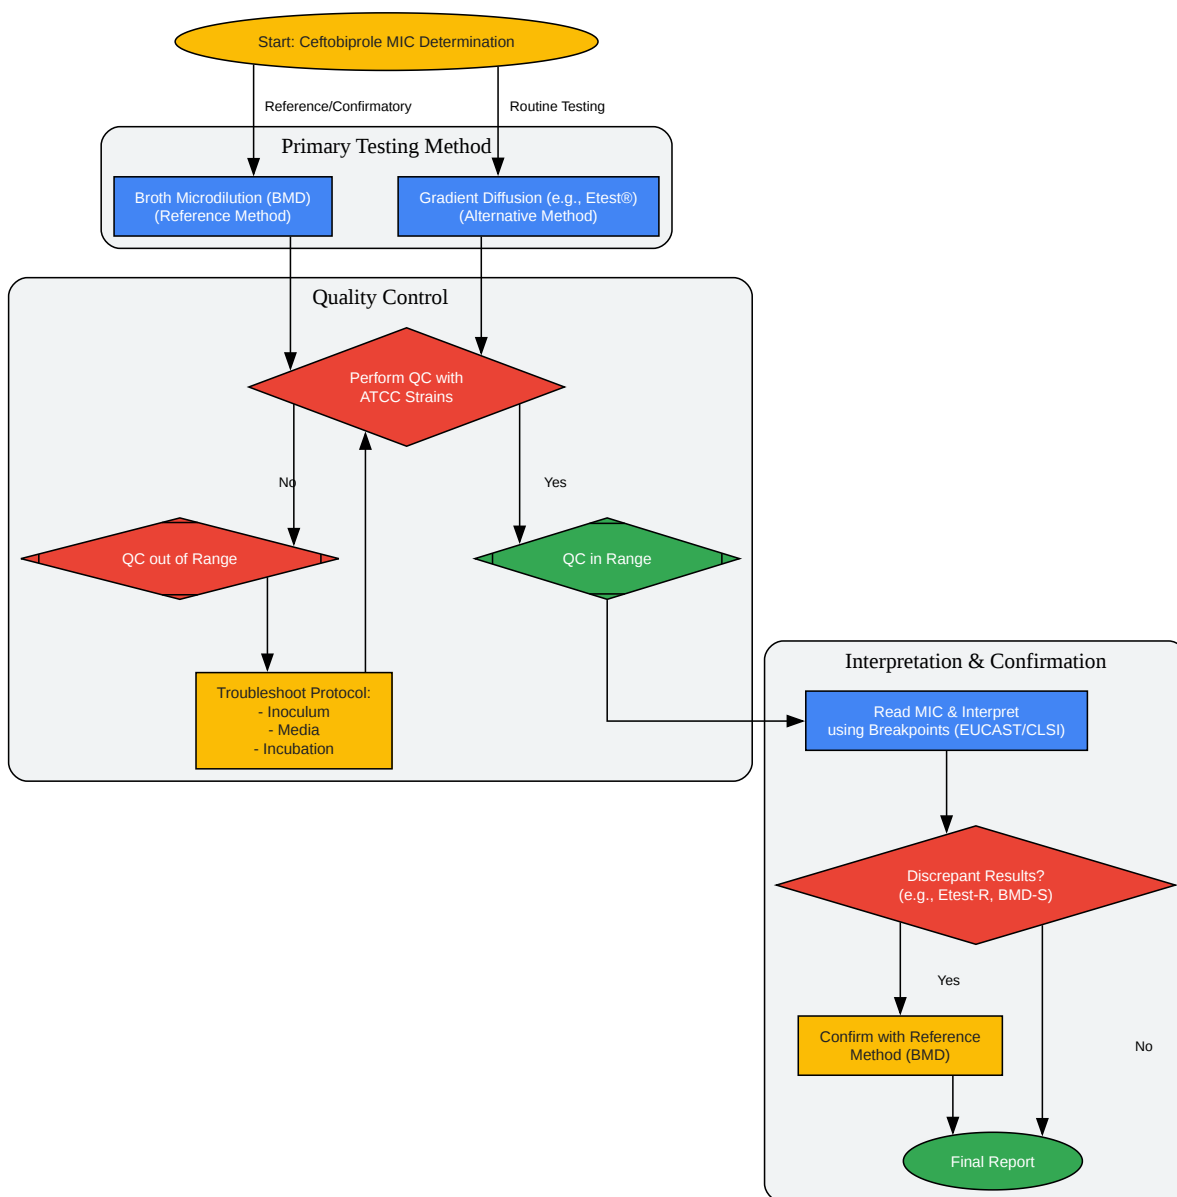 Start: Ceftobiprole MIC Determination
Reference/Confirmatory
Routine Testing
Primary Testing Method
Broth Microdilution (BMD)
(Reference Method)
Gradient Diffusion (e.g., Etest®)
(Alternative Method)
Quality Control
Perform QC with
ATCC Strains
No
Yes
QC out of Range
QC in Range
Troubleshoot Protocol:
- Inoculum
- Media
- Incubation
Interpretation & Confirmation
Read MIC & Interpret
using Breakpoints (EUCAST/CLSI)
Discrepant Results?
(e.g., Etest-R, BMD-S)
Yes
No
Confirm with Reference
Method (BMD)
Final Report